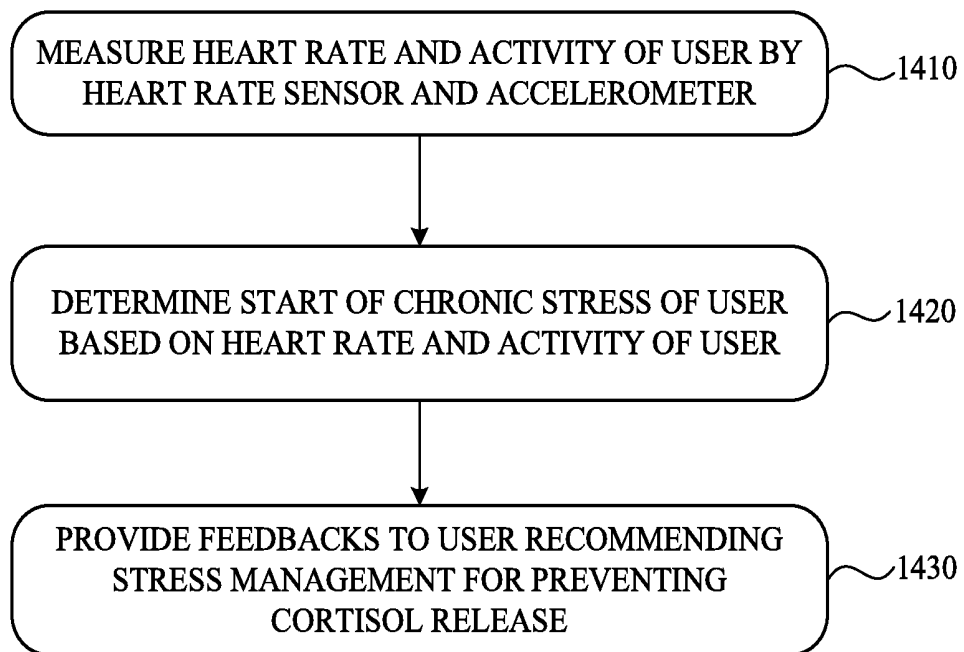 MEASURE HEART RATE AND ACTIVITY OF USER BY
HEART RATE SENSOR AND ACCELEROMETER
1410
DETERMINE START OF CHRONIC STRESS OF USER
BASED ON HEART RATE AND ACTIVITY OF USER
1420
PROVIDE FEEDBACKS TO USER RECOMMENDING
STRESS MANAGEMENT FOR PREVENTING
CORTISOL RELEASE
1430